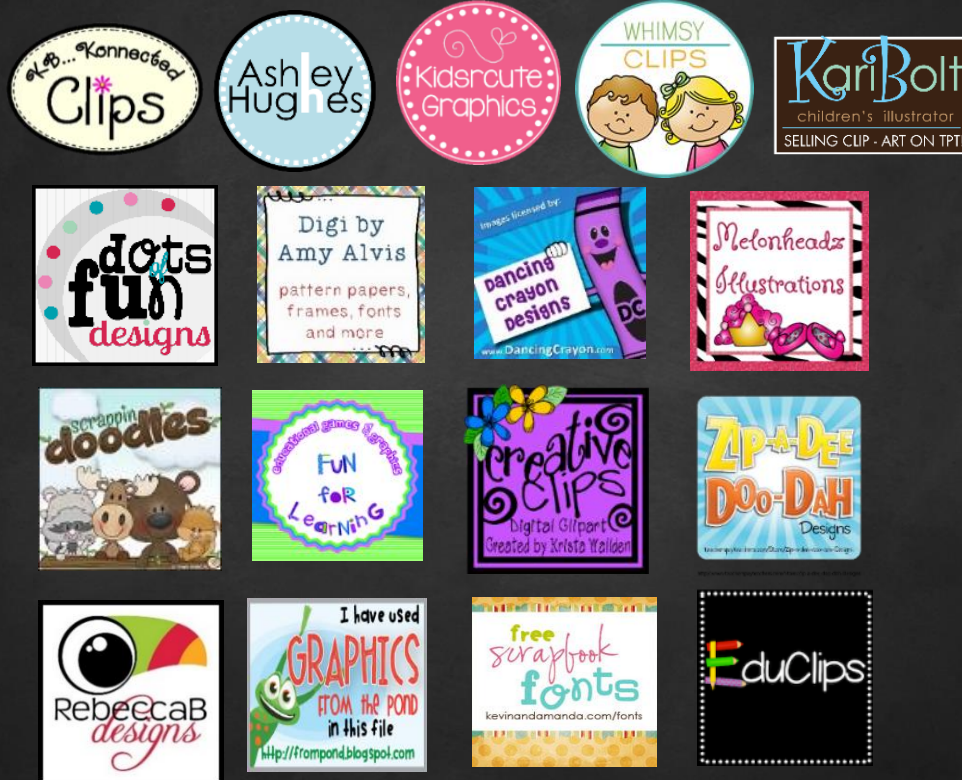 KB...Konnected
Clips
Ashley
Hughes
Kidsrcute
Graphics
WHIMSY
CLIPS
KariBolt
children's illustrator
SELLING CLIP - ART ON TPT
dots
of
fun
designs
Digi by
Amy Alvis
pattern papers,
frames, fonts
and more
Images licensed by:
Dancing
Crayon
Designs
DC
www.DancingCrayon.com
Melonheadz
Illustrations
scrappin
doodles
educational games & graphics
FuN
foR
LearNiNG
creative
clips
Digital Clipart
Created by Krista Wallden
ZIP-A-DEE
DOO-DAH
Designs
RebeccaB
designs
I have used
GRAPHICS
FROM THE POND
in this file
http://frompond.blogspot.com
free
scrapbook
fonts
kevinandamanda.com/fonts
EduClips